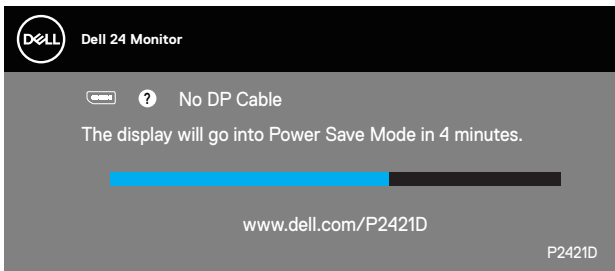 DELL
Dell 24 Monitor
? No DP Cable
The display will go into Power Save Mode in 4 minutes.
www.dell.com/P2421D
P2421D